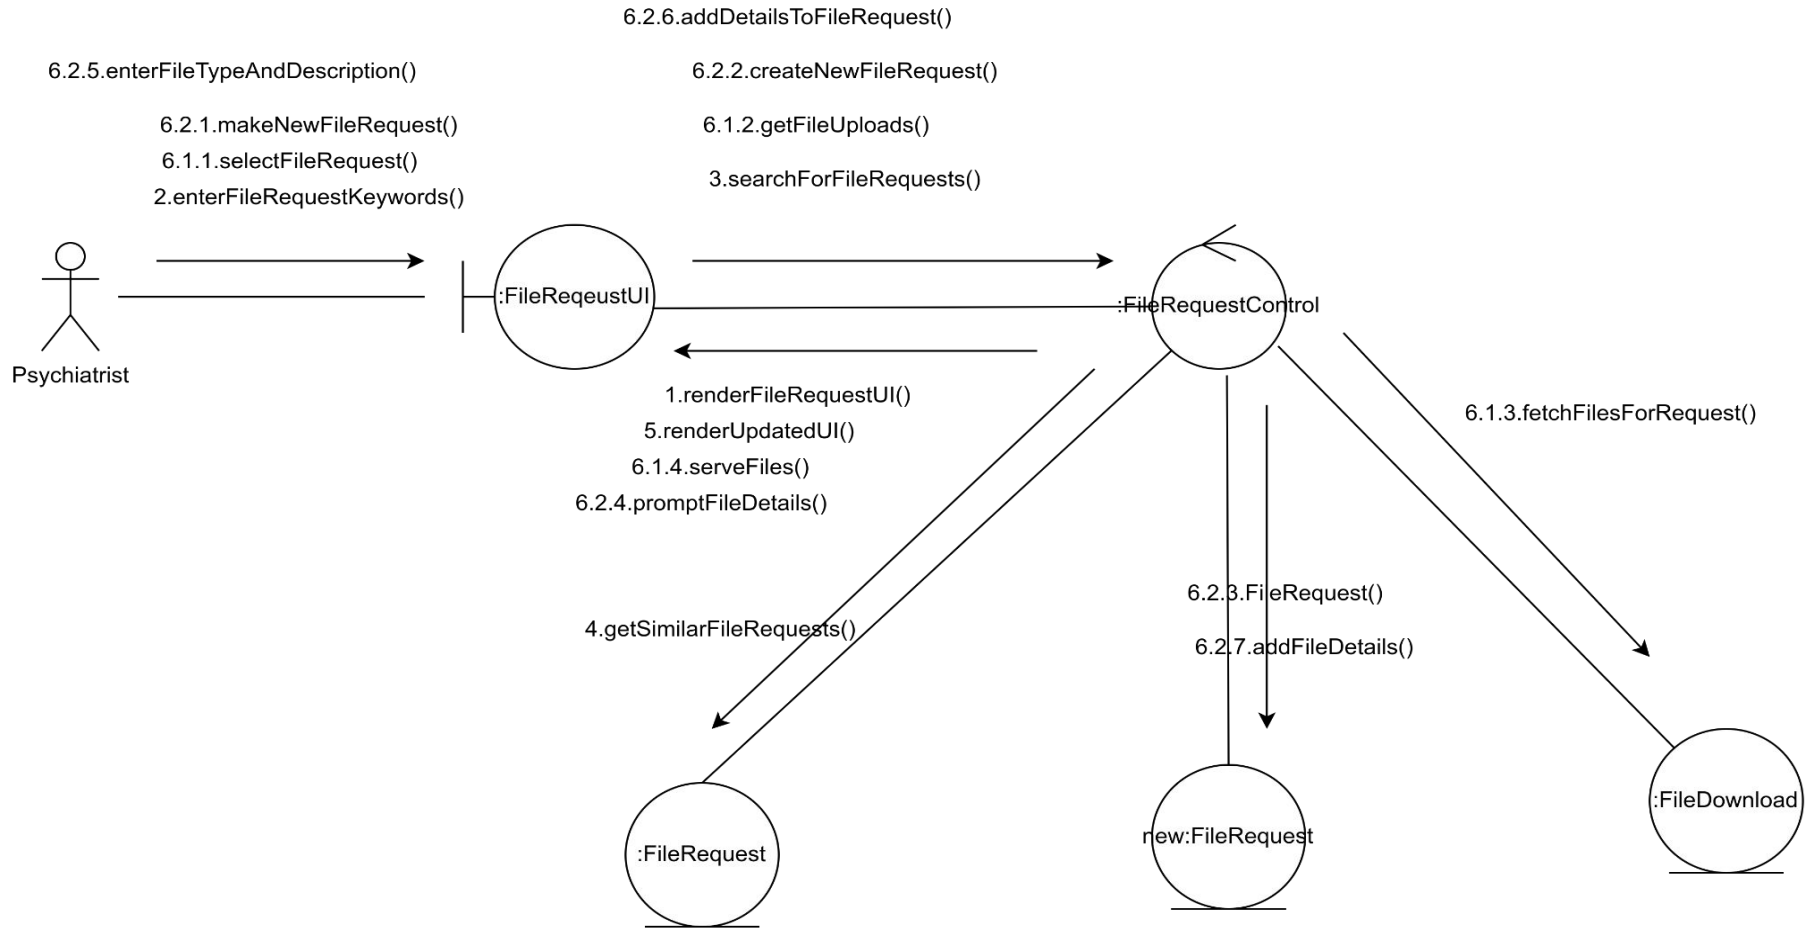 6.2.6.addDetailsToFileRequest()
6.2.5.enterFileTypeAndDescription()
6.2.2.createNewFileRequest()
6.2.1.makeNewFileRequest()
6.1.2.getFileUploads()
6.1.1.selectFileRequest()
3.searchForFileRequests()
2.enterFileRequestKeywords()
:FileReqeustUI
:FileRequestControl
Psychiatrist
1.renderFileRequestUI()
6.1.3.fetchFilesForRequest()
5.renderUpdatedUI()
6.1.4.serveFiles()
6.2.4.promptFileDetails()
6.2.3.FileRequest()
4.getSimilarFileRequests()
6.2.7.addFileDetails()
:FileDownload
new:FileRequest
:FileRequest